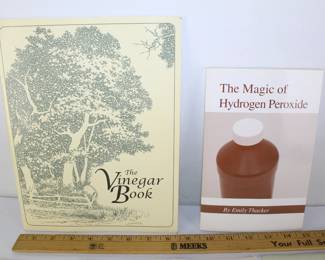 The
Vinegar
Book
The Magic of
Hydrogen Peroxide
By Emily Thacker
MEEKS
Your Full